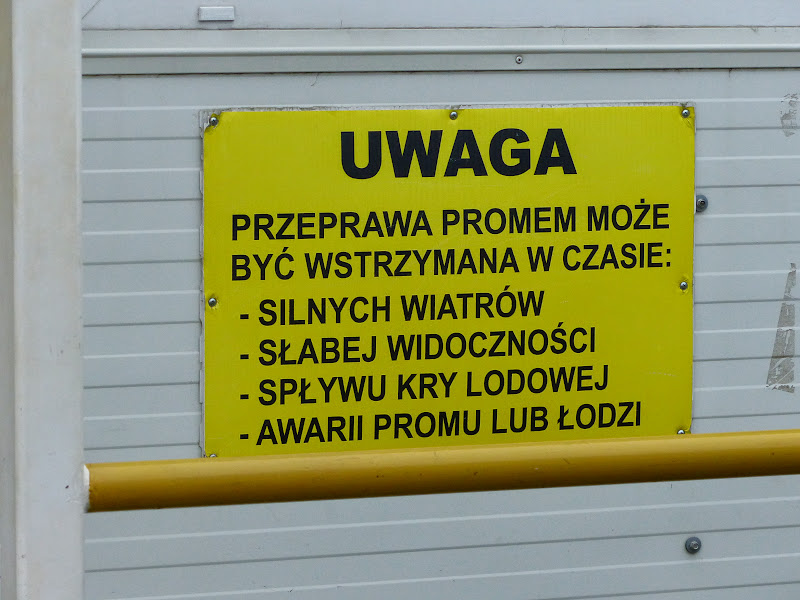 UWAGA
PRZEPRAWA PROMEM MOŻE
BYĆ WSTRZYMANA W CZASIE:
- SILNYCH WIATRÓW
- SŁABEJ WIDOCZNOŚCI
- SPŁYWU KRY LODOWEJ
- AWARII PROMU LUB ŁODZI